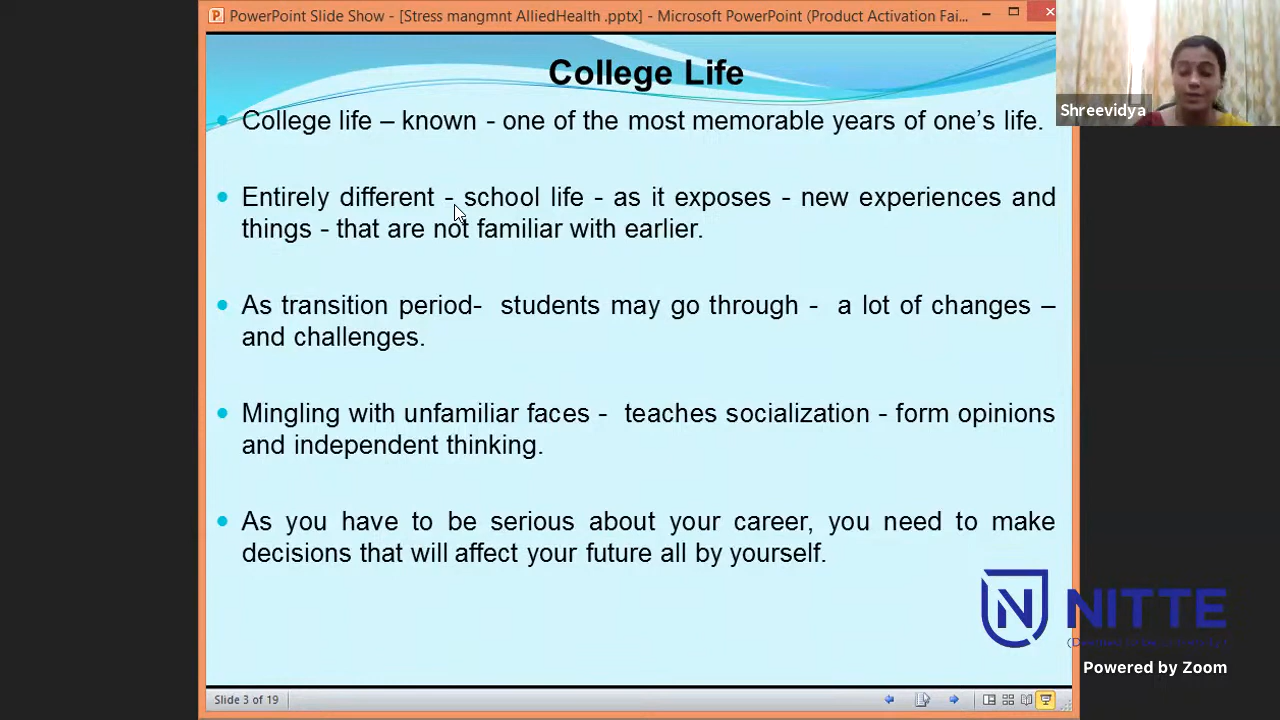 PowerPoint Slide Show - [Stress mangmnt AlliedHealth .pptx] - Microsoft PowerPoint (Product Activation Fai...
College Life
Shreevidya
• College life – known - one of the most memorable years of one’s life.
• Entirely different - school life - as it exposes - new experiences and
things - that are not familiar with earlier.
• As transition period- students may go through - a lot of changes –
and challenges.
• Mingling with unfamiliar faces - teaches socialization - form opinions
and independent thinking.
• As you have to be serious about your career, you need to make
decisions that will affect your future all by yourself.
N NITTE
Powered by Zoom
Slide 3 of 19